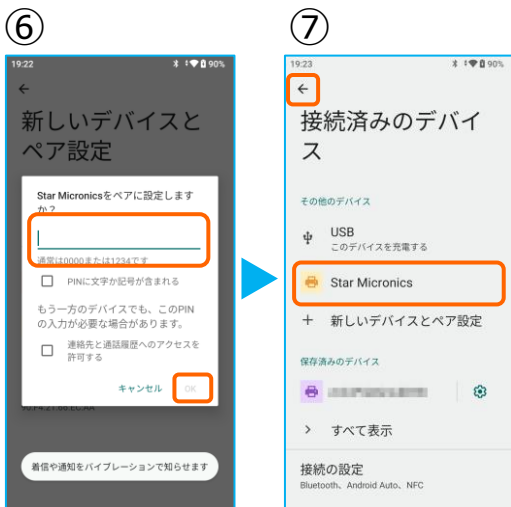 ⑥
19:22
90%
←
新しいデバイスと
ペア設定
Star Micronicsをペアに設定します
か?
通常は0000または1234です
PINに文字か記号が含まれる
もう一方のデバイスでも、このPIN
の入力が必要な場合があります。
連絡先と通話履歴へのアクセスを
許可する
キャンセル
OK
着信や通知をバイブレーションで知らせます
⑦
19:23
90%
←
接続済みのデバイ
ス
その他のデバイス
USB
このデバイスを充電する
Star Micronics
+ 新しいデバイスとペア設定
保存済みのデバイス
> すべて表示
接続の設定
Bluetooth、Android Auto、NFC